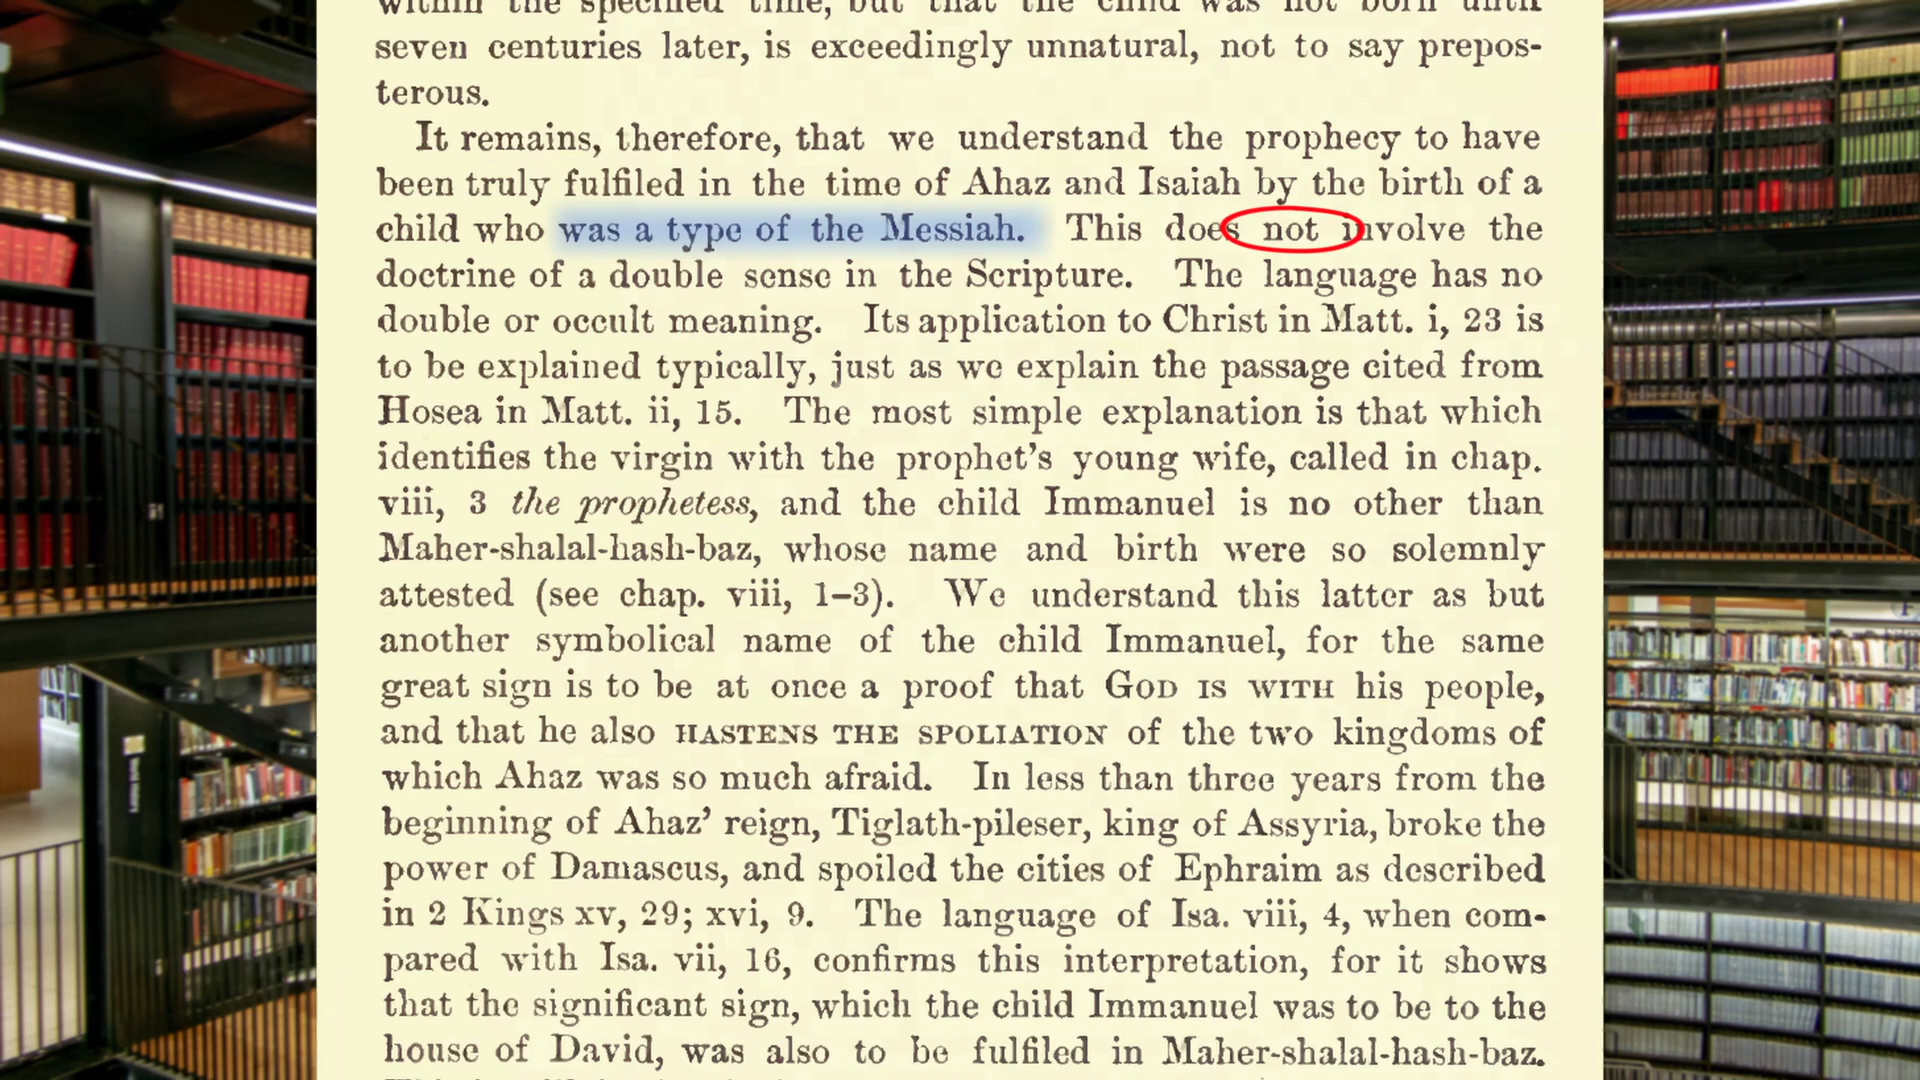 within the specified time, but that the child was not born until
seven centuries later, is exceedingly unnatural, not to say prepos-
terous.
It remains, therefore, that we understand the prophecy to have
been truly fulfiled in the time of Ahaz and Isaiah by the birth of a
child who was a type of the Messiah. This does not involve the
doctrine of a double sense in the Scripture. The language has no
double or occult meaning. Its application to Christ in Matt. i, 23 is
to be explained typically, just as we explain the passage cited from
Hosea in Matt. ii, 15. The most simple explanation is that which
identifies the virgin with the prophet's young wife, called in chap.
viii, 3 the prophetess, and the child Immanuel is no other than
Maher-shalal-hash-baz, whose name and birth were so solemnly
attested (see chap. viii, 1–3). We understand this latter as but
another symbolical name of the child Immanuel, for the same
great sign is to be at once a proof that GOD IS WITH his people,
and that he also HASTENS THE SPOLIATION of the two kingdoms of
which Ahaz was so much afraid. In less than three years from the
beginning of Ahaz' reign, Tiglath-pileser, king of Assyria, broke the
power of Damascus, and spoiled the cities of Ephraim as described
in 2 Kings xv, 29; xvi, 9. The language of Isa. viii, 4, when com-
pared with Isa. vii, 16, confirms this interpretation, for it shows
that the significant sign, which the child Immanuel was to be to the
house of David, was also to be fulfiled in Maher-shalal-hash-baz.